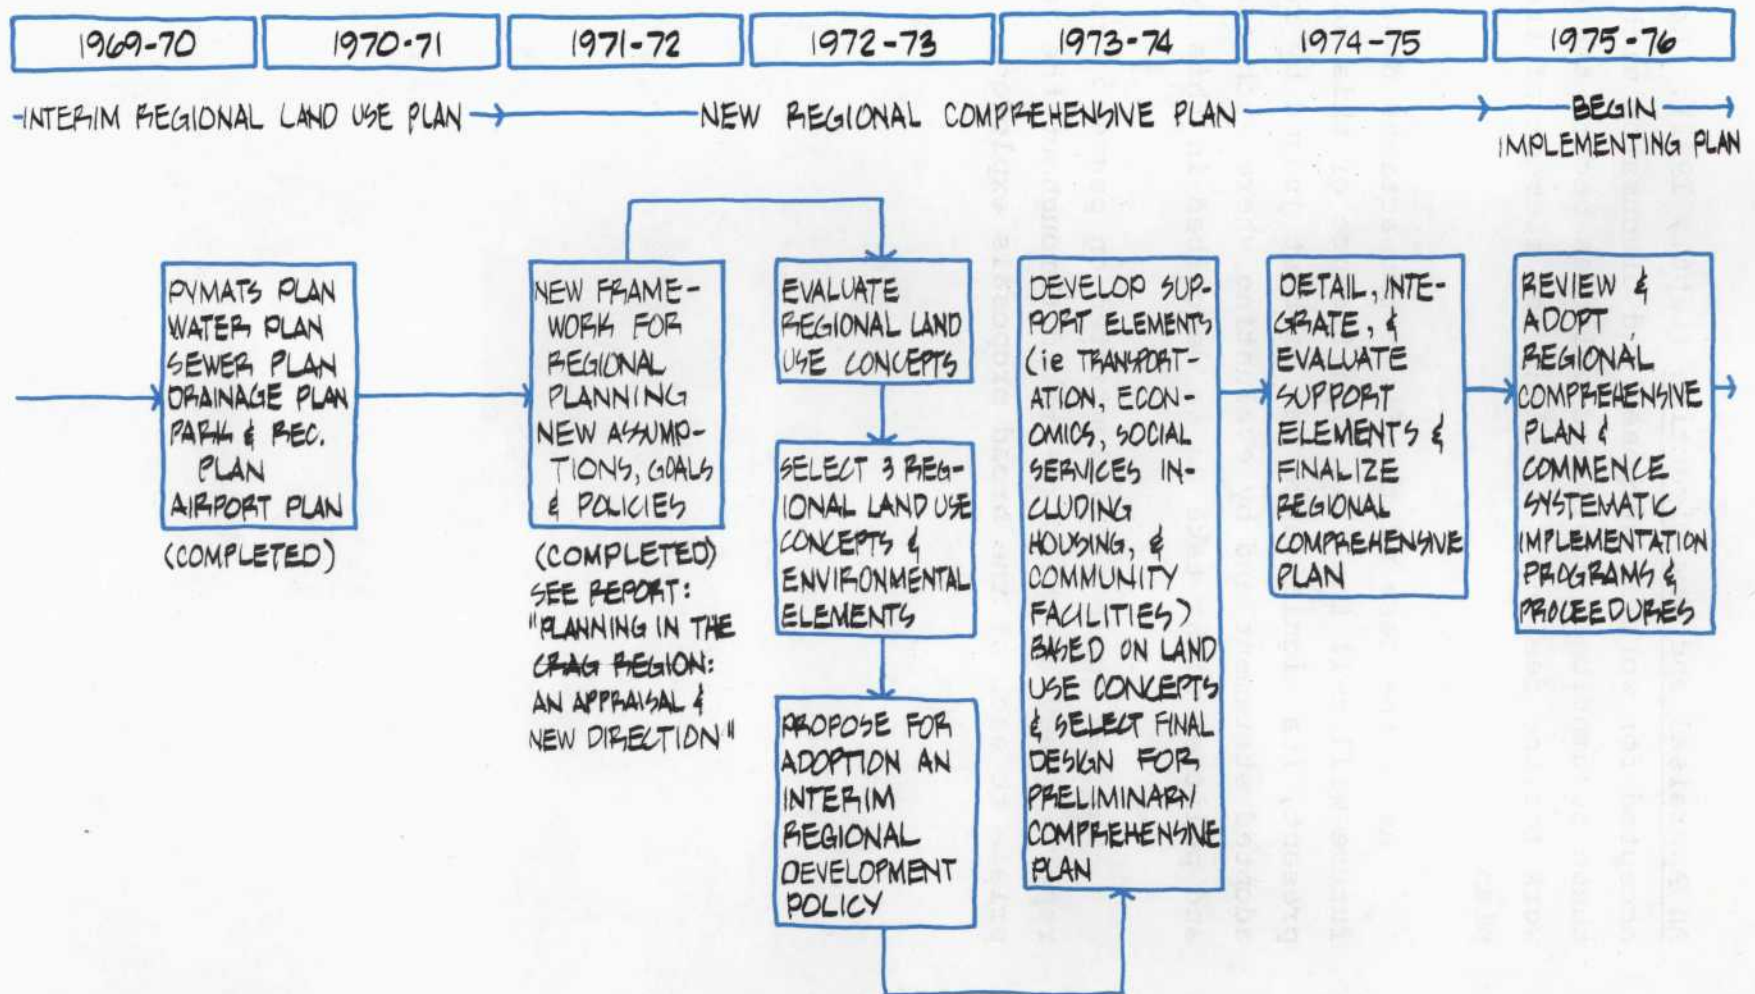 1969-70
1970-71
1971-72
1972-73
1973-74
1974-75
1975-76
INTERIM REGIONAL LAND USE PLAN
NEW REGIONAL COMPREHENSIVE PLAN
BEGIN
IMPLEMENTING PLAN
PVMATS PLAN
WATER PLAN
SEWER PLAN
DRAINAGE PLAN
PARK & REC.
PLAN
AIRPORT PLAN
(COMPLETED)
NEW FRAME-
WORK FOR
REGIONAL
PLANNING
NEW ASSUMP-
TIONS, GOALS
& POLICIES
(COMPLETED)
SEE REPORT:
"PLANNING IN THE
CRAG REGION:
AN APPRAISAL &
NEW DIRECTION"
EVALUATE
REGIONAL LAND
USE CONCEPTS
SELECT 3 REG-
IONAL LAND USE
CONCEPTS &
ENVIRONMENTAL
ELEMENTS
PROPOSE FOR
ADOPTION AN
INTERIM
REGIONAL
DEVELOPMENT
POLICY
DEVELOP SUP-
PORT ELEMENTS
(ie TRANSPORT-
ATION, ECON-
OMICS, SOCIAL
SERVICES IN-
CLUDING
HOUSING, &
COMMUNITY
FACILITIES)
BASED ON LAND
USE CONCEPTS
& SELECT FINAL
DESIGN FOR
PRELIMINARY
COMPREHENSIVE
PLAN
DETAIL, INTE-
GRATE, &
EVALUATE
SUPPORT
ELEMENTS &
FINALIZE
REGIONAL
COMPREHENSIVE
PLAN
REVIEW &
ADOPT
REGIONAL
COMPREHENSIVE
PLAN &
COMMENCE
SYSTEMATIC
IMPLEMENTATION
PROGRAMS &
PROCEEDURES